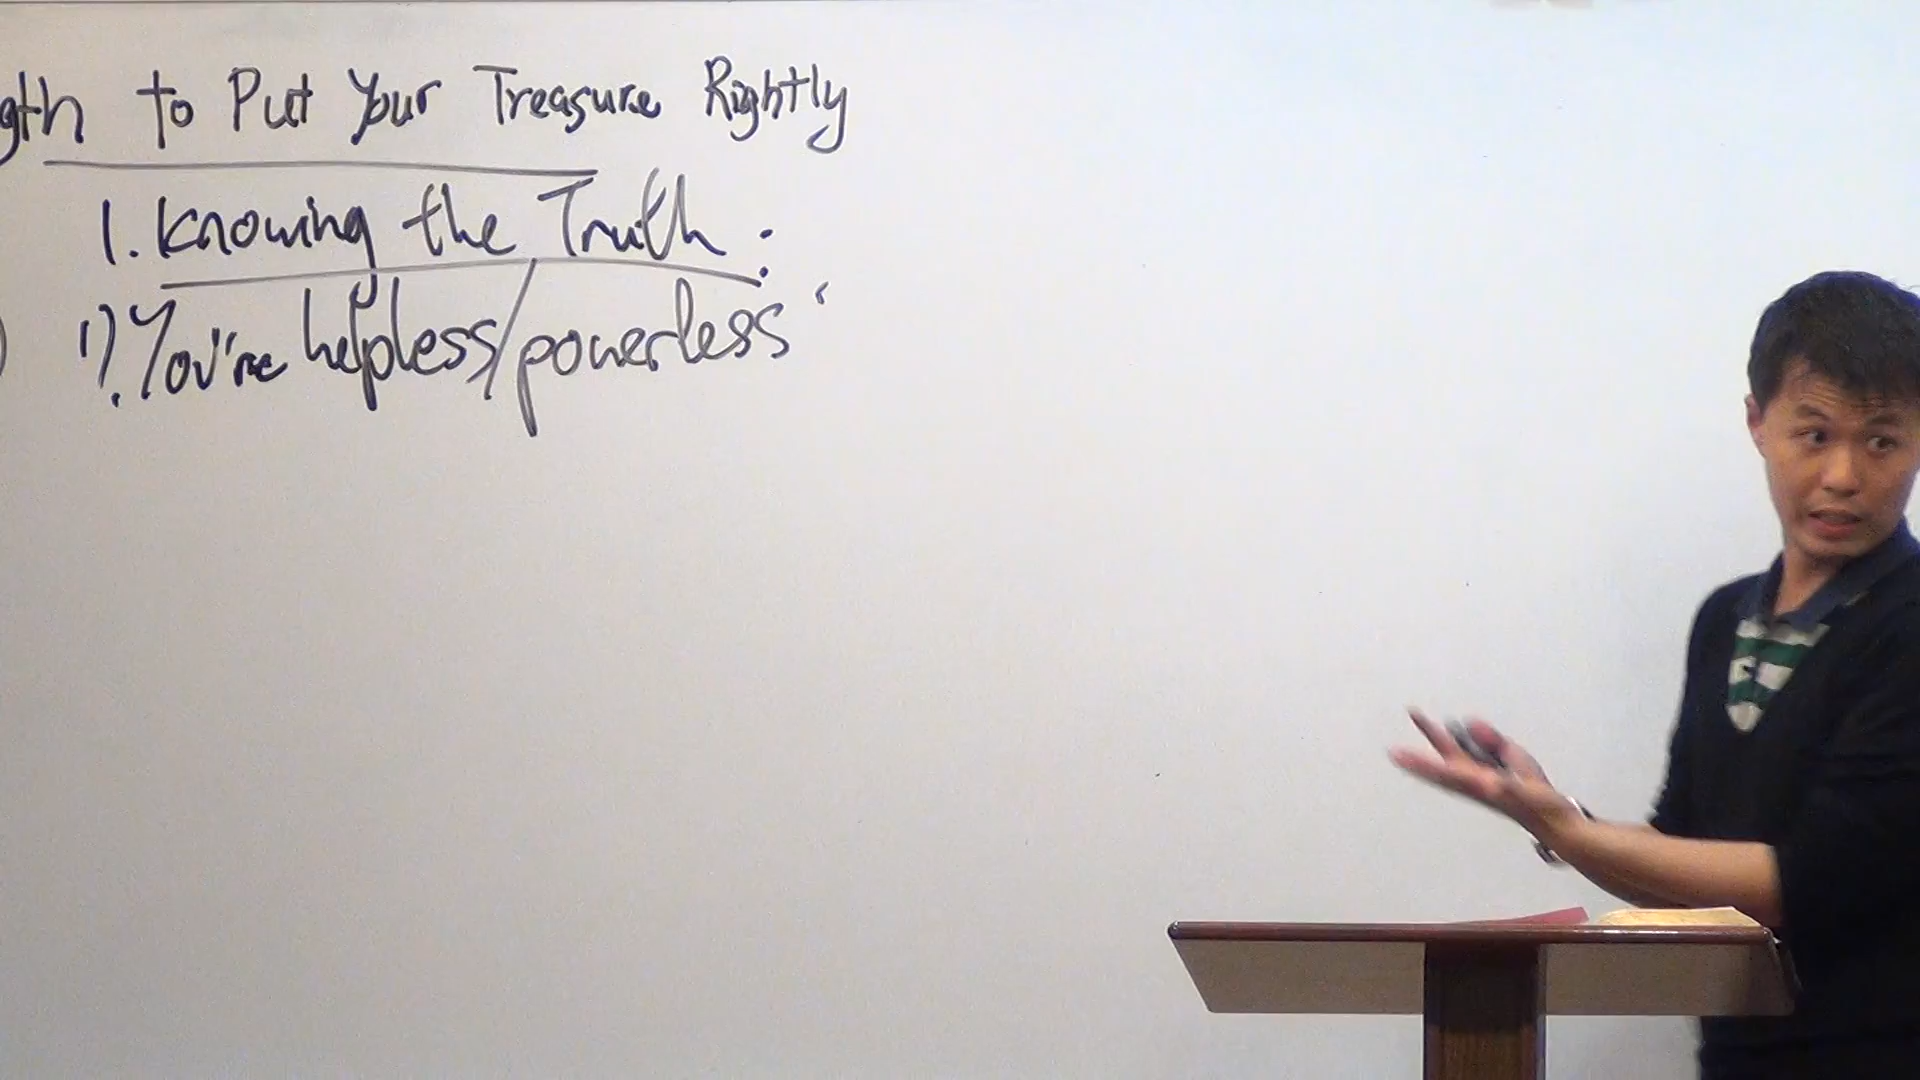 gth to Put Your Treasure Rightly
1. Knowing the Truth :
1). You're helpless/powerless